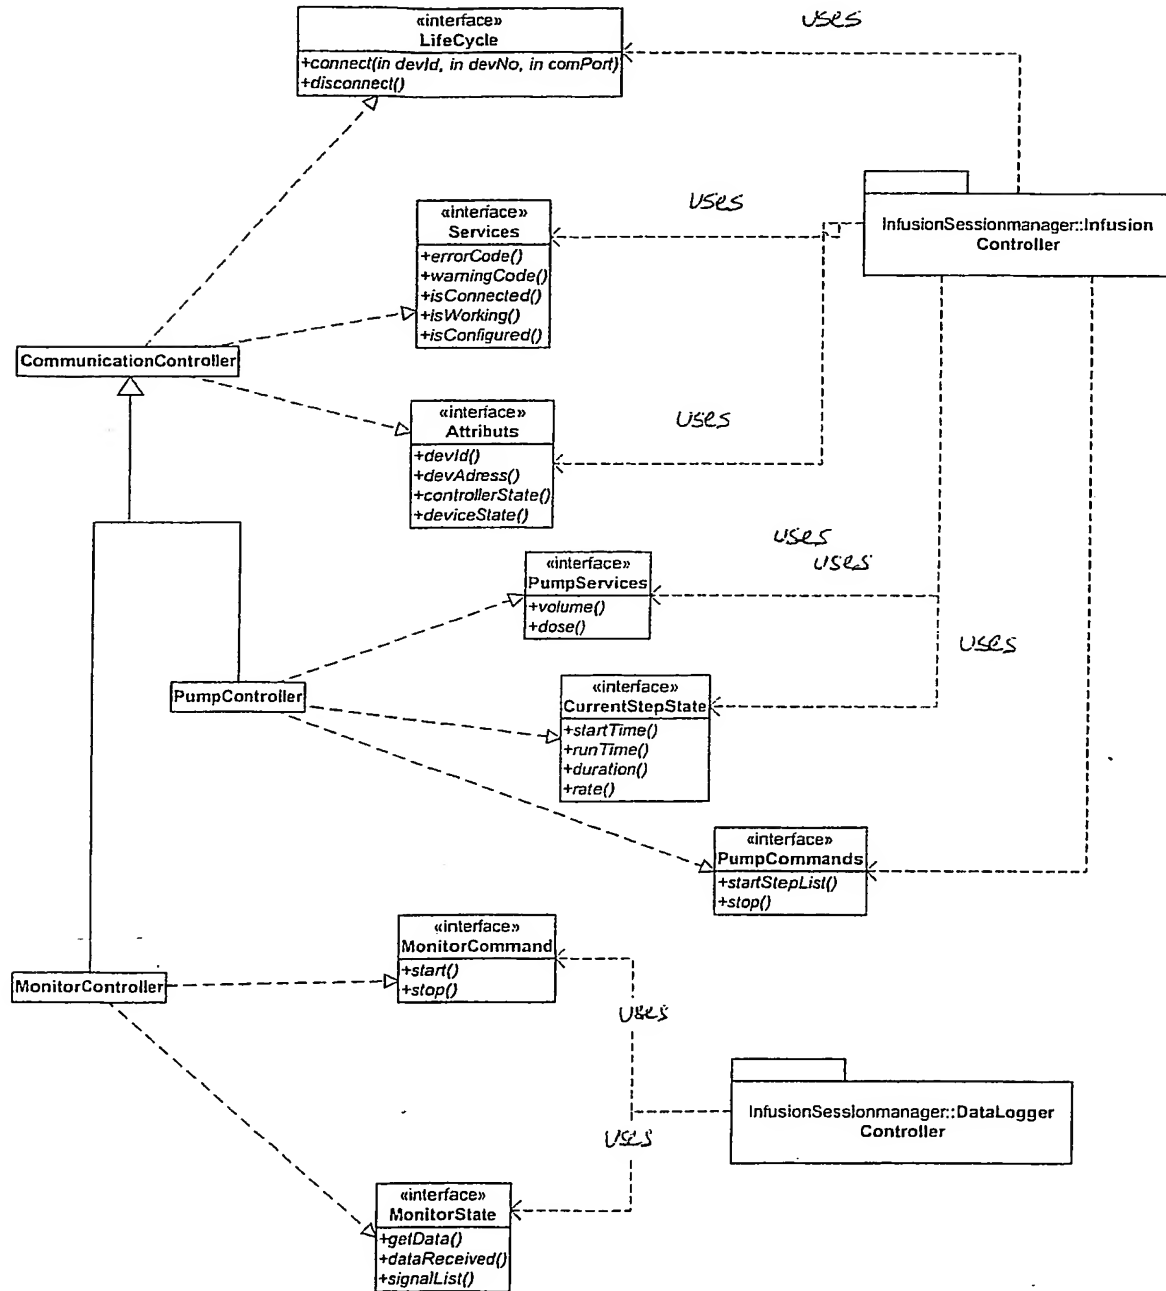 «interface»
LifeCycle
+connect(in devId, in devNo, in comPort)
+disconnect()
uses
«interface»
Services
+errorCode()
+warningCode()
+isConnected()
+isWorking()
+isConfigured()
uses
InfusionSessionmanager::Infusion
Controller
CommunicationController
«interface»
Attributs
+devId()
+devAdress()
+controllerState()
+deviceState()
uses
uses
uses
«interface»
PumpServices
+volume()
+dose()
uses
PumpController
«interface»
CurrentStepState
+startTime()
+runTime()
+duration()
+rate()
«interface»
PumpCommands
+startStepList()
+stop()
«interface»
MonitorCommand
+start()
+stop()
MonitorController
uses
InfusionSessionmanager::DataLogger
Controller
uses
«interface»
MonitorState
+getData()
+dataReceived()
+signalList()